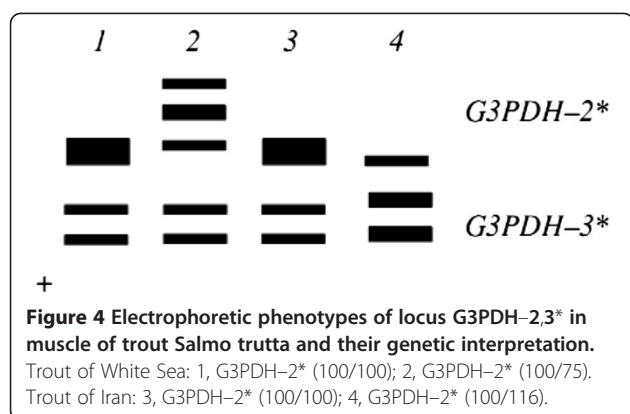 1 2 3 4
G3PDH–2*
G3PDH–3*
+
Figure 4 Electrophoretic phenotypes of locus G3PDH–2,3* in
muscle of trout Salmo trutta and their genetic interpretation.
Trout of White Sea: 1, G3PDH–2* (100/100); 2, G3PDH–2* (100/75).
Trout of Iran: 3, G3PDH–2* (100/100); 4, G3PDH–2* (100/116).